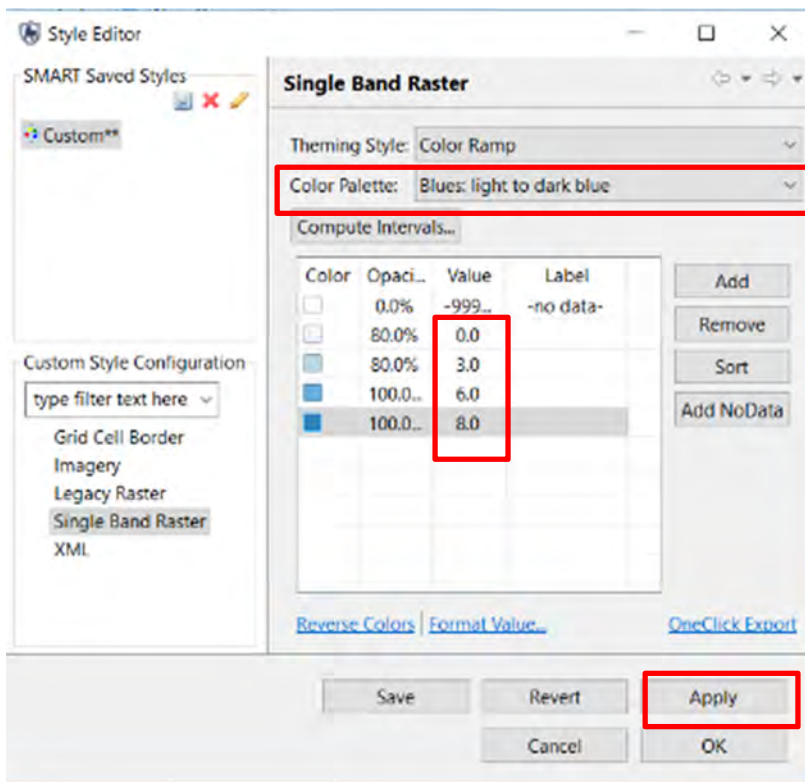 Style Editor
SMART Saved Styles
Custom**
Custom Style Configuration
type filter text here
Grid Cell Border
Imagery
Legacy Raster
Single Band Raster
XML
Single Band Raster
Theming Style: Color Ramp
Color Palette: Blues: light to dark blue
Compute Intervals...
Color Opaci... Value Label
0.0% -999... -no data-
80.0% 0.0
80.0% 3.0
100.0... 6.0
100.0... 8.0
Add
Remove
Sort
Add NoData
Reverse Colors Format Value... OneClick Export
Save Revert Apply
Cancel OK